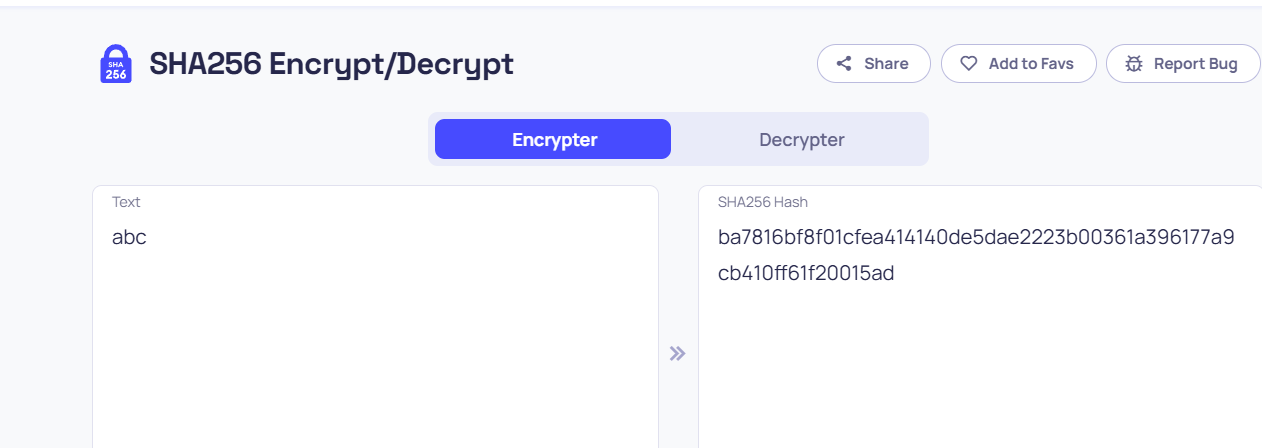 SHA
256
SHA256 Encrypt/Decrypt
Share
Add to Favs
Report Bug
Encrypter
Decrypter
Text
abc
SHA256 Hash
ba7816bf8f01cfea414140de5dae2223b00361a396177a9
cb410ff61f20015ad